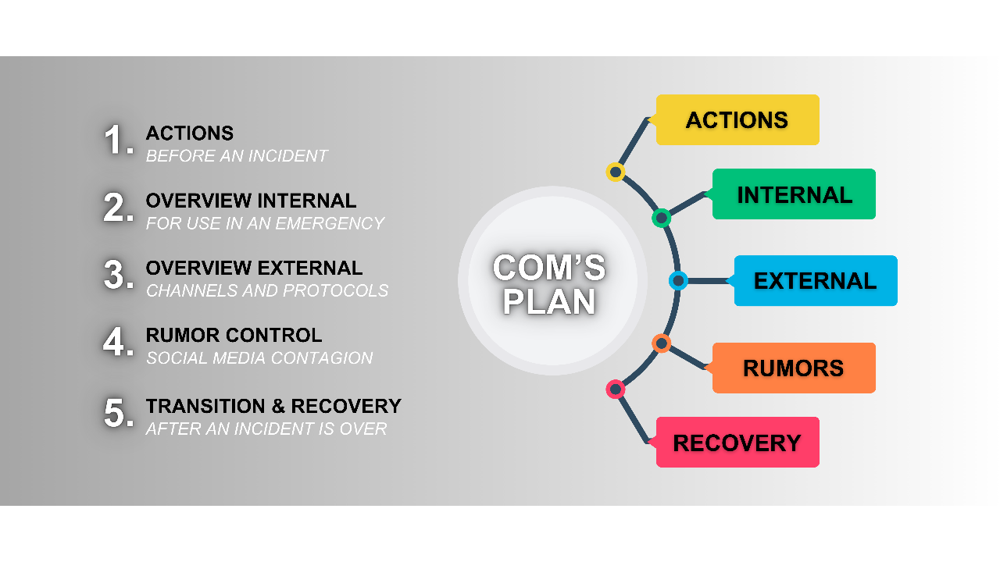 1. ACTIONS
BEFORE AN INCIDENT
2. OVERVIEW INTERNAL
FOR USE IN AN EMERGENCY
3. OVERVIEW EXTERNAL
CHANNELS AND PROTOCOLS
4. RUMOR CONTROL
SOCIAL MEDIA CONTAGION
5. TRANSITION & RECOVERY
AFTER AN INCIDENT IS OVER
COM’S
PLAN
ACTIONS
INTERNAL
EXTERNAL
RUMORS
RECOVERY